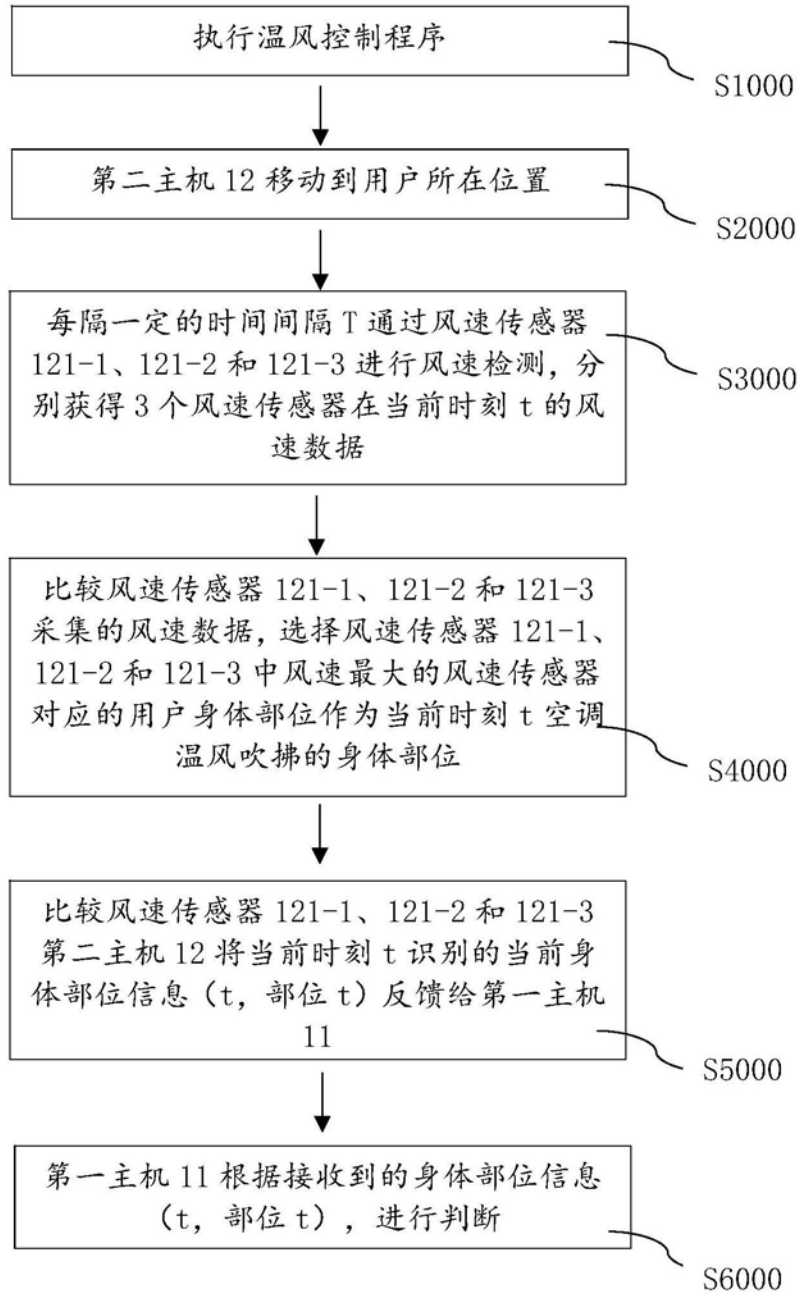 执行温风控制程序
S1000
第二主机 12 移动到用户所在位置
S2000
每隔一定的时间间隔 T 通过风速传感器
121-1、121-2 和 121-3 进行风速检测，分
别获得 3 个风速传感器在当前时刻 t 的风
速数据
S3000
比较风速传感器 121-1、121-2 和 121-3
采集的风速数据，选择风速传感器 121-1、
121-2 和 121-3 中风速最大的风速传感器
对应的用户身体部位作为当前时刻 t 空调
温风吹拂的身体部位
S4000
比较风速传感器 121-1、121-2 和 121-3
第二主机 12 将当前时刻 t 识别的当前身
体部位信息（t，部位 t）反馈给第一主机
11
S5000
第一主机 11 根据接收到的身体部位信息
（t，部位 t），进行判断
S6000